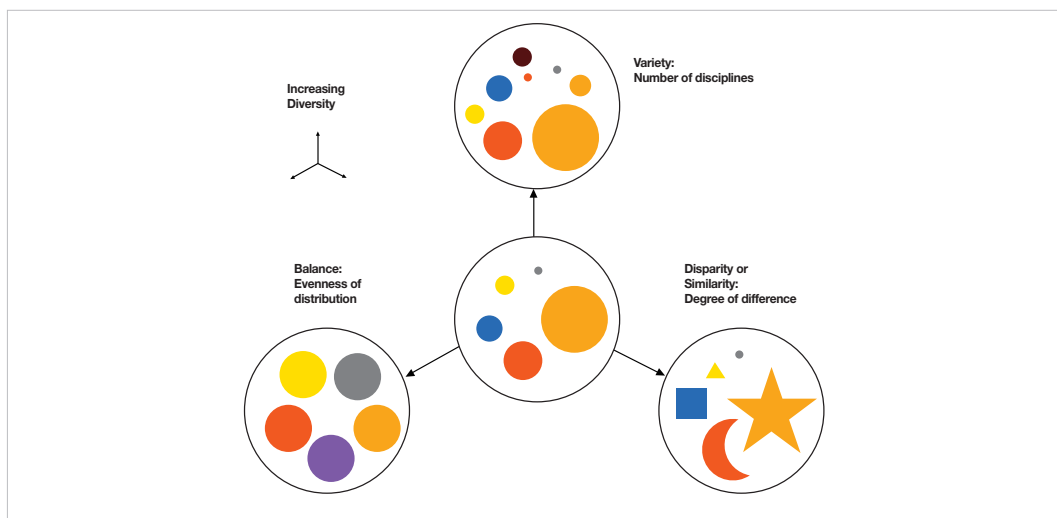 Variety:
Number of disciplines
Increasing
Diversity
Balance:
Evenness of
distribution
Disparity or
Similarity:
Degree of difference